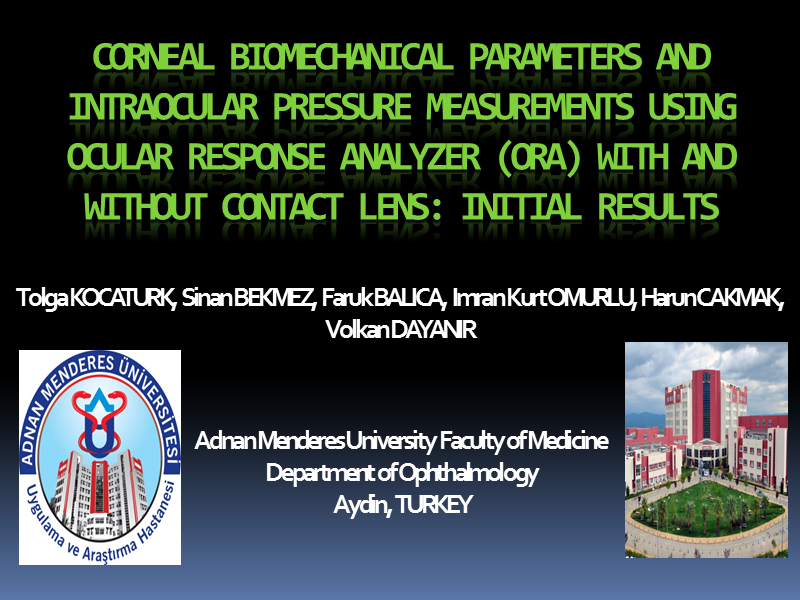 CORNEAL BIOMECHANICAL PARAMETERS AND
INTRAOCULAR PRESSURE MEASUREMENTS USING
OCULAR RESPONSE ANALYZER (ORA) WITH AND
WITHOUT CONTACT LENS: INITIAL RESULTS
Tolga KOCATURK, Sinan BEKMEZ, Faruk BALICA, Imran Kurt OMURLU, Harun CAKMAK,
Volkan DAYANIR
ADNAN MENDERES ÜNİVERSİTESİ
Uygulama ve Araştırma Hastanesi
Adnan Menderes University Faculty of Medicine
Department of Ophthalmology
Aydin, TURKEY